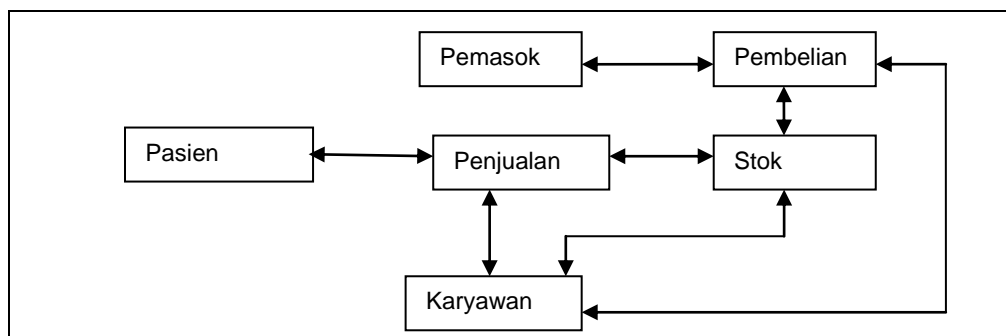 Pemasok
Pembelian
Pasien
Penjualan
Stok
Karyawan